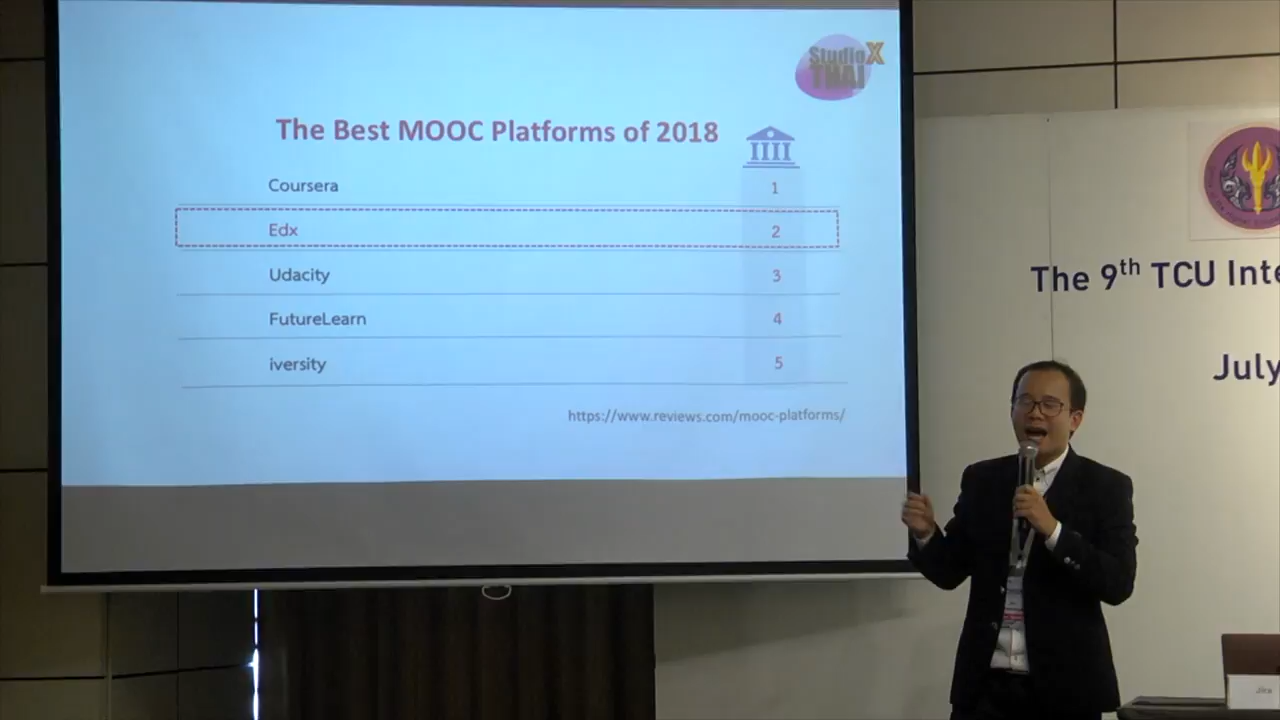 Studio X
THAI
The Best MOOC Platforms of 2018
Coursera 1
Edx 2
Udacity 3
FutureLearn 4
iversity 5
https://www.reviews.com/mooc-platforms/
The 9th TCU Inte
July
Jira